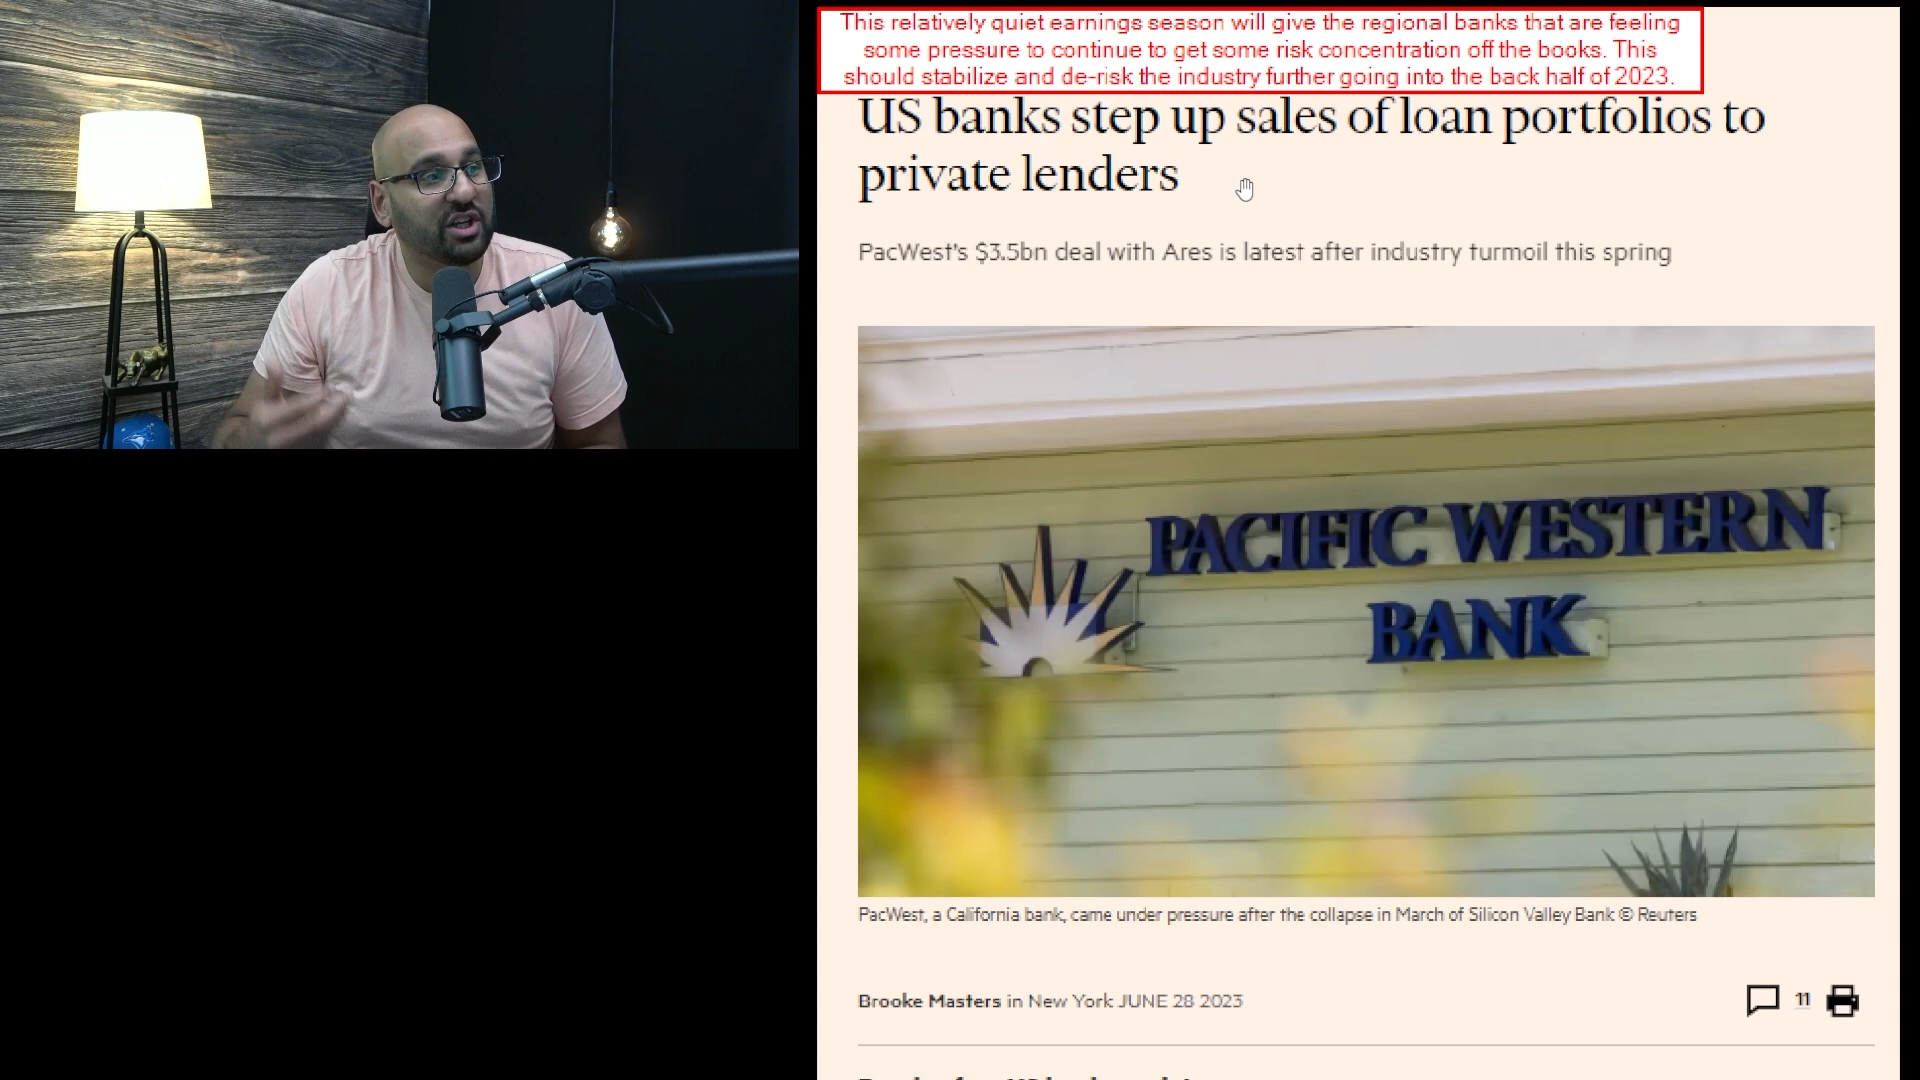 This relatively quiet earnings season will give the regional banks that are feeling
some pressure to continue to get some risk concentration off the books. This
should stabilize and de-risk the industry further going into the back half of 2023.
US banks step up sales of loan portfolios to
private lenders
PacWest's $3.5bn deal with Ares is latest after industry turmoil this spring
PACIFIC WESTERN
BANK
PacWest, a California bank, came under pressure after the collapse in March of Silicon Valley Bank © Reuters
Brooke Masters in New York JUNE 28 2023
11